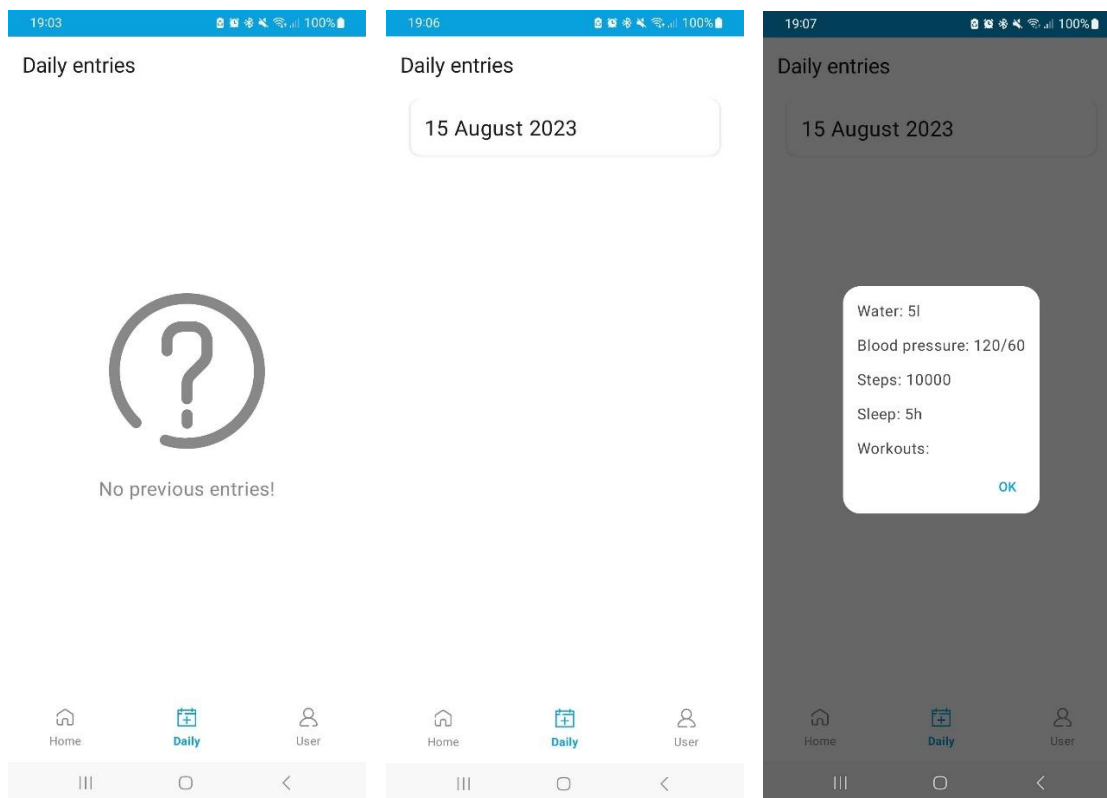 19:03 100%
Daily entries
No previous entries!
Home Daily User
19:06 100%
Daily entries
15 August 2023
Home Daily User
19:07 100%
Daily entries
15 August 2023
Water: 5l
Blood pressure: 120/60
Steps: 10000
Sleep: 5h
Workouts:
OK
Home Daily User